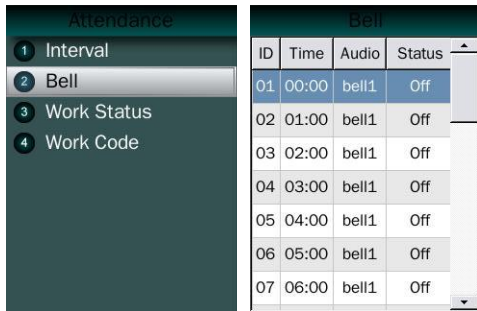 Attendance
1 Interval
2 Bell
3 Work Status
4 Work Code
Bell
ID Time Audio Status
01 00:00 bell1 Off
02 01:00 bell1 Off
03 02:00 bell1 Off
04 03:00 bell1 Off
05 04:00 bell1 Off
06 05:00 bell1 Off
07 06:00 bell1 Off